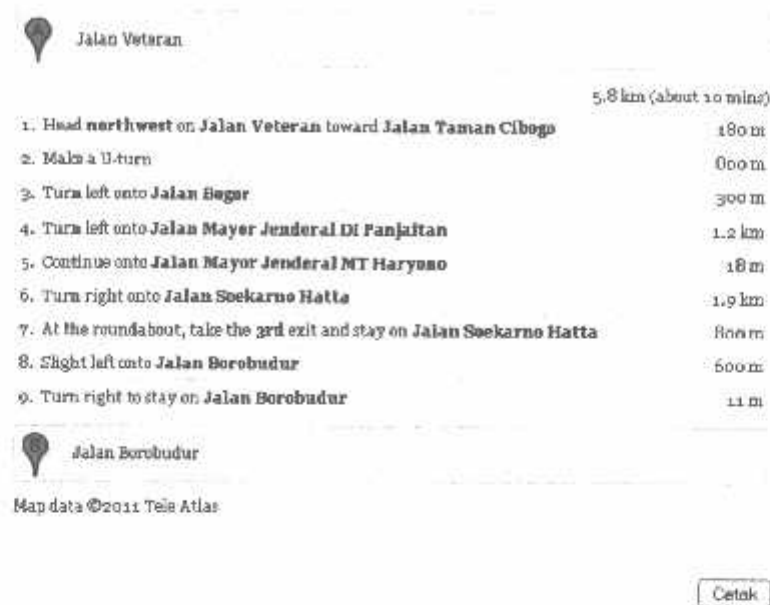 Jalan Veteran
5.8 km (about 10 mins)
1. Head northwest on Jalan Veteran toward Jalan Taman Cibogo 180 m
2. Make a U-turn 800 m
3. Turn left onto Jalan Bogor 300 m
4. Turn left onto Jalan Mayor Jenderal DI Panjaitan 1.2 km
5. Continue onto Jalan Mayor Jenderal MT Haryono 18 m
6. Turn right onto Jalan Soekarno Hatta 1.9 km
7. At the roundabout, take the 3rd exit and stay on Jalan Soekarno Hatta 800 m
8. Slight left onto Jalan Borobudur 600 m
9. Turn right to stay on Jalan Borobudur 11 m
B Jalan Borobudur
Map data ©2011 Tele Atlas
Cetak